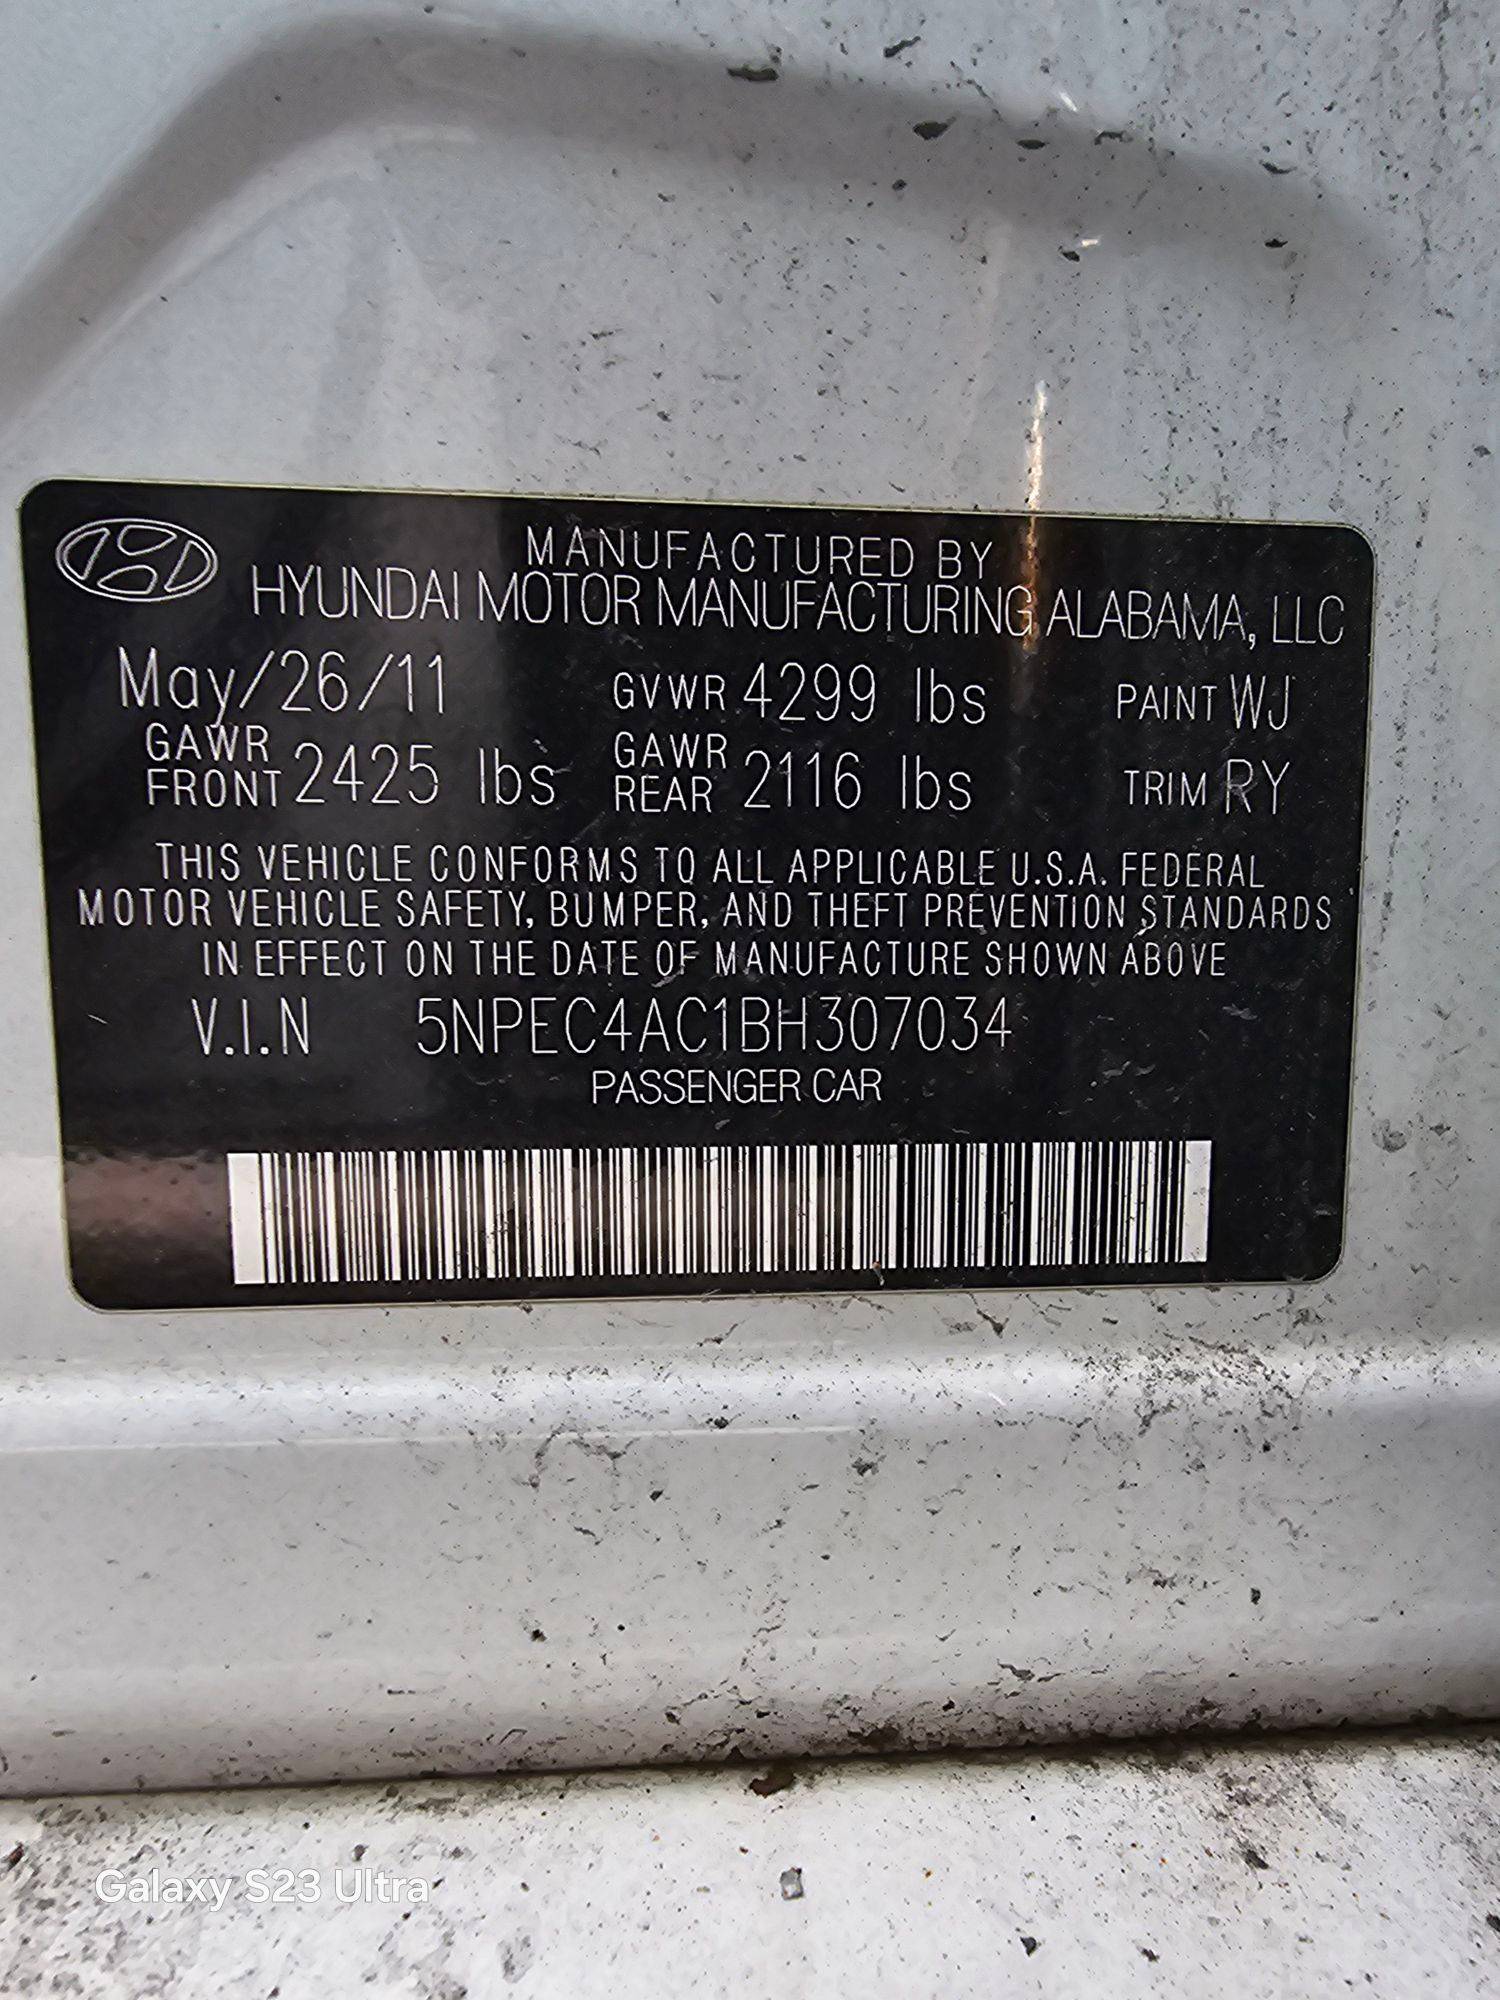 MANUFACTURED BY
HYUNDAI MOTOR MANUFACTURING ALABAMA, LLC
May/26/11 GVWR 4299 lbs PAINT WJ
GAWR FRONT 2425 lbs GAWR REAR 2116 lbs TRIM RY
THIS VEHICLE CONFORMS TO ALL APPLICABLE U.S.A. FEDERAL
MOTOR VEHICLE SAFETY, BUMPER, AND THEFT PREVENTION STANDARDS
IN EFFECT ON THE DATE OF MANUFACTURE SHOWN ABOVE
V.I.N 5NPEC4AC1BH307034
PASSENGER CAR
Galaxy S23 Ultra